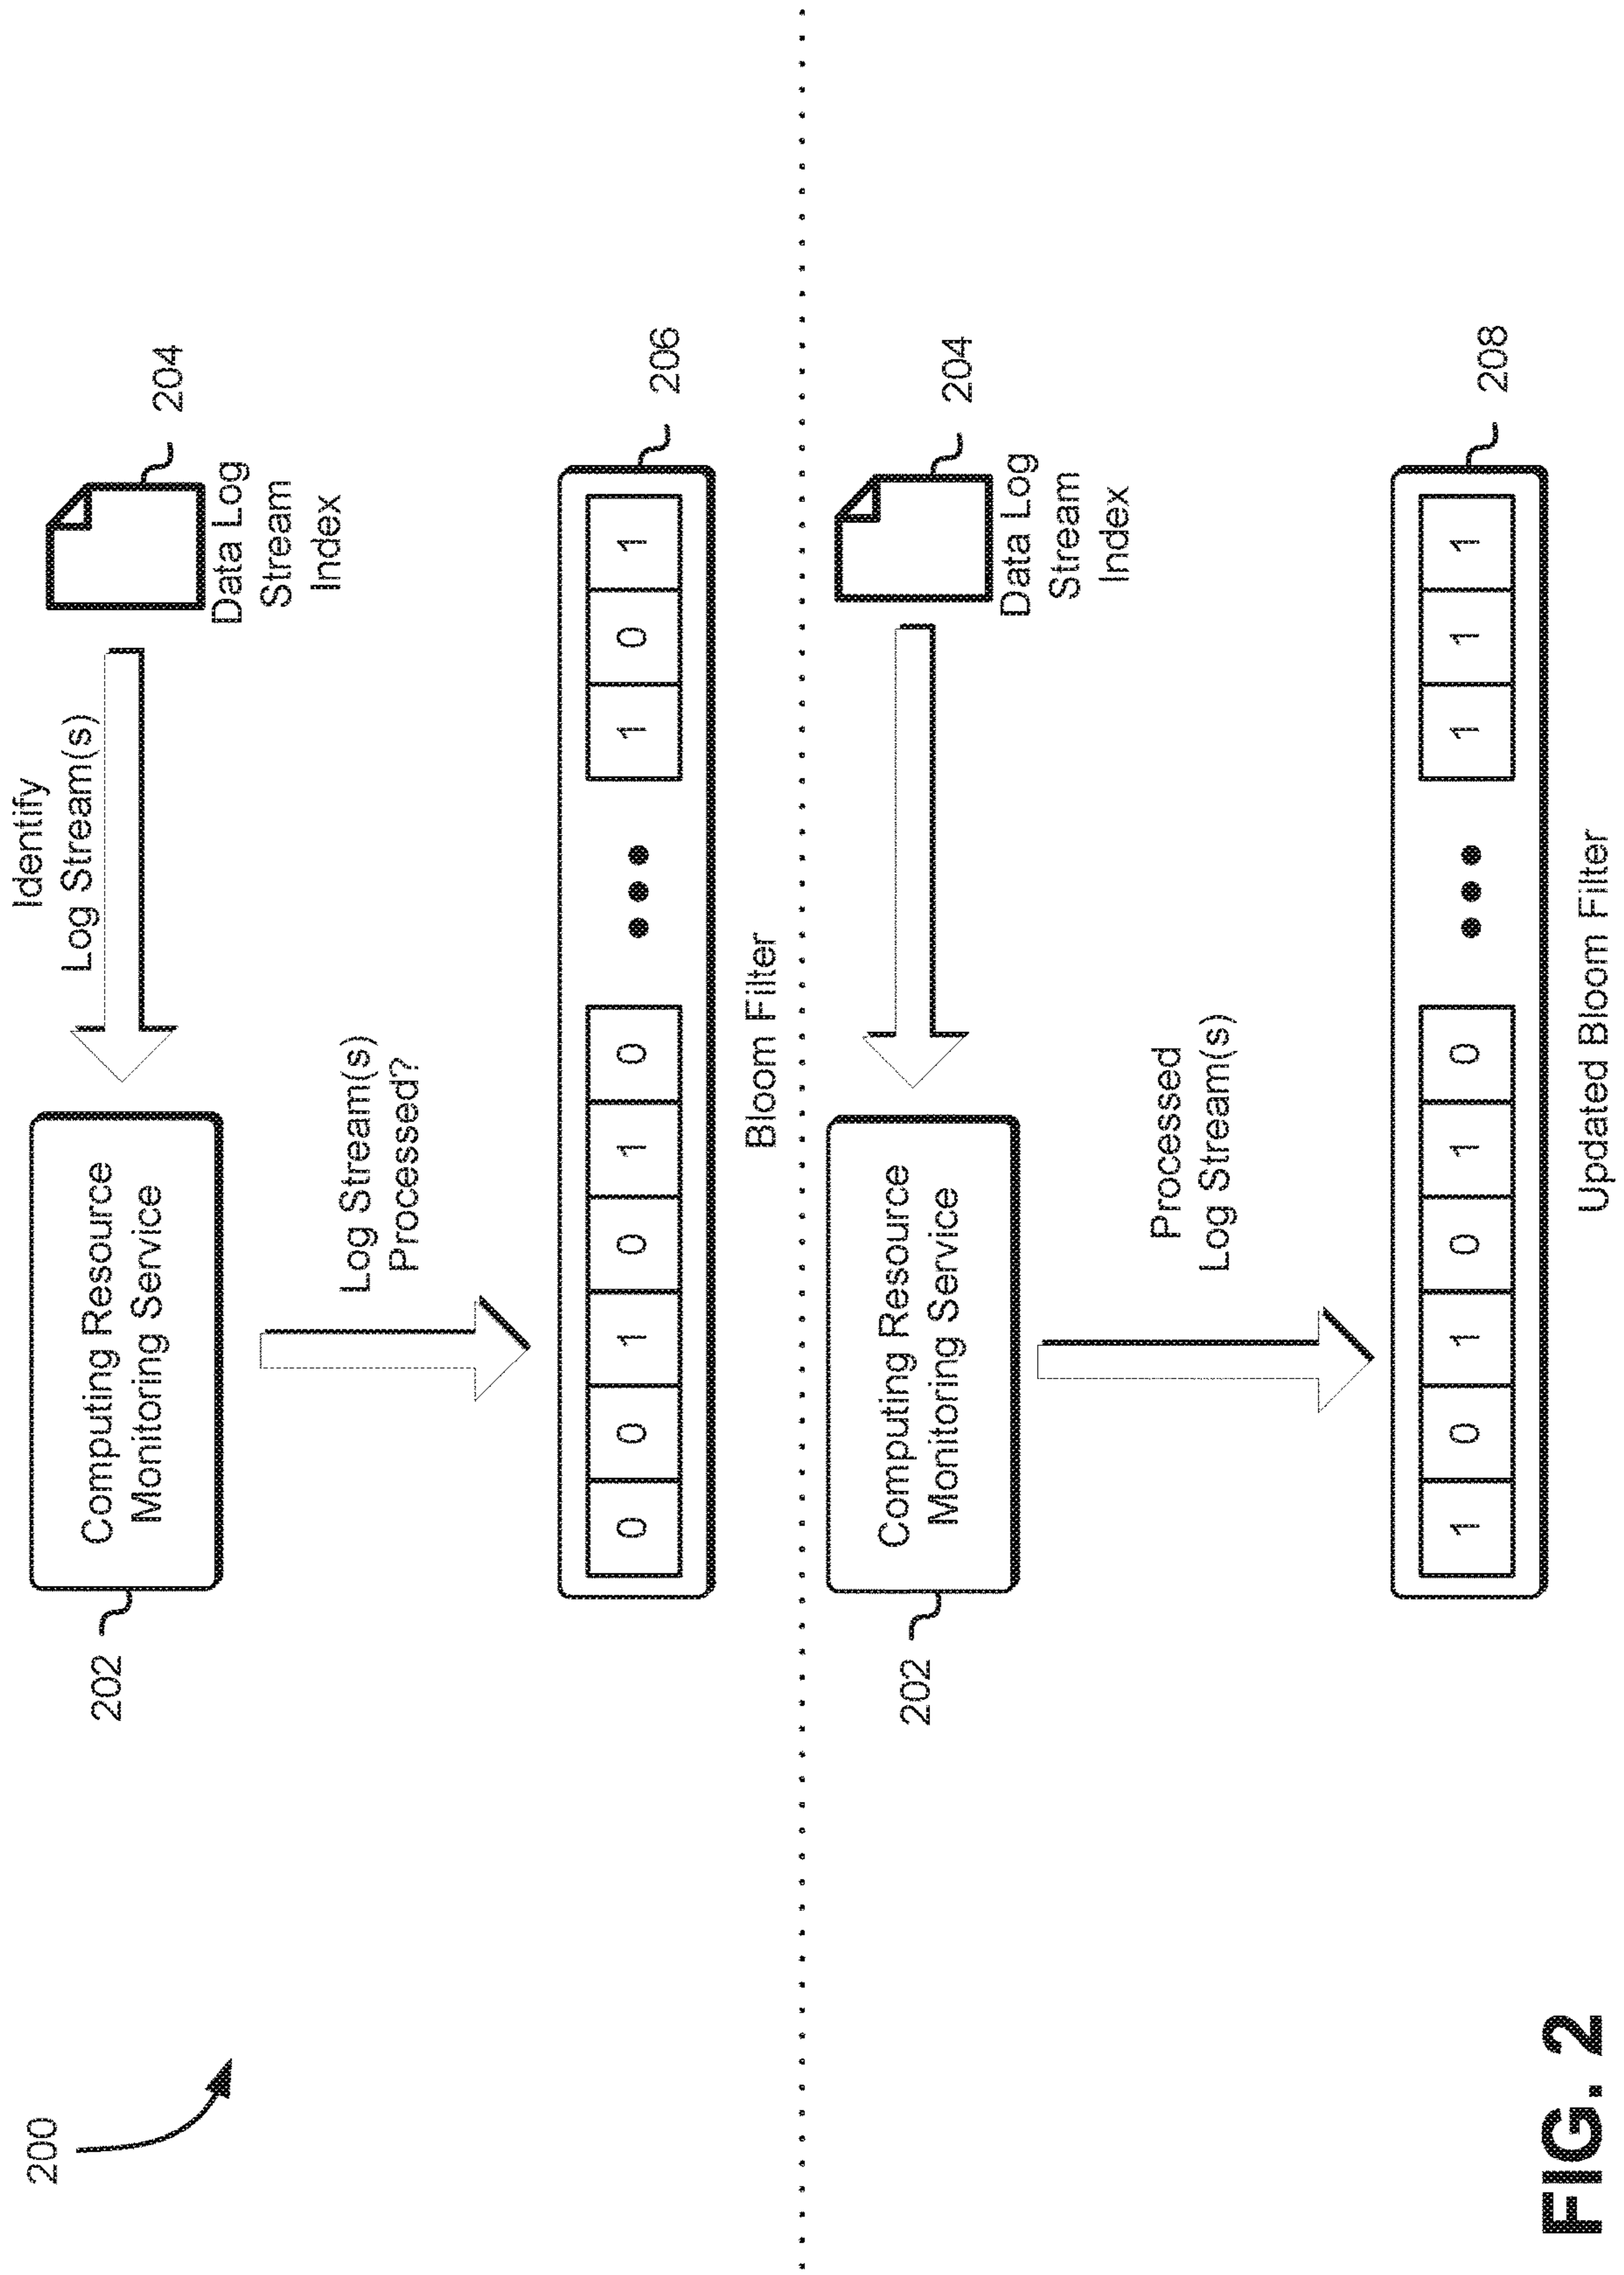 200
Identify
Log Stream(s)
202
Computing Resource
Monitoring Service
204
Data Log
Stream
Index
Log Stream(s)
Processed?
206
0 0 1 0 1 0 ••• 1 0 1
Bloom Filter
202
Computing Resource
Monitoring Service
204
Data Log
Stream
Index
Processed
Log Stream(s)
208
1 0 1 0 1 0 ••• 1 1 1
Updated Bloom Filter
FIG. 2